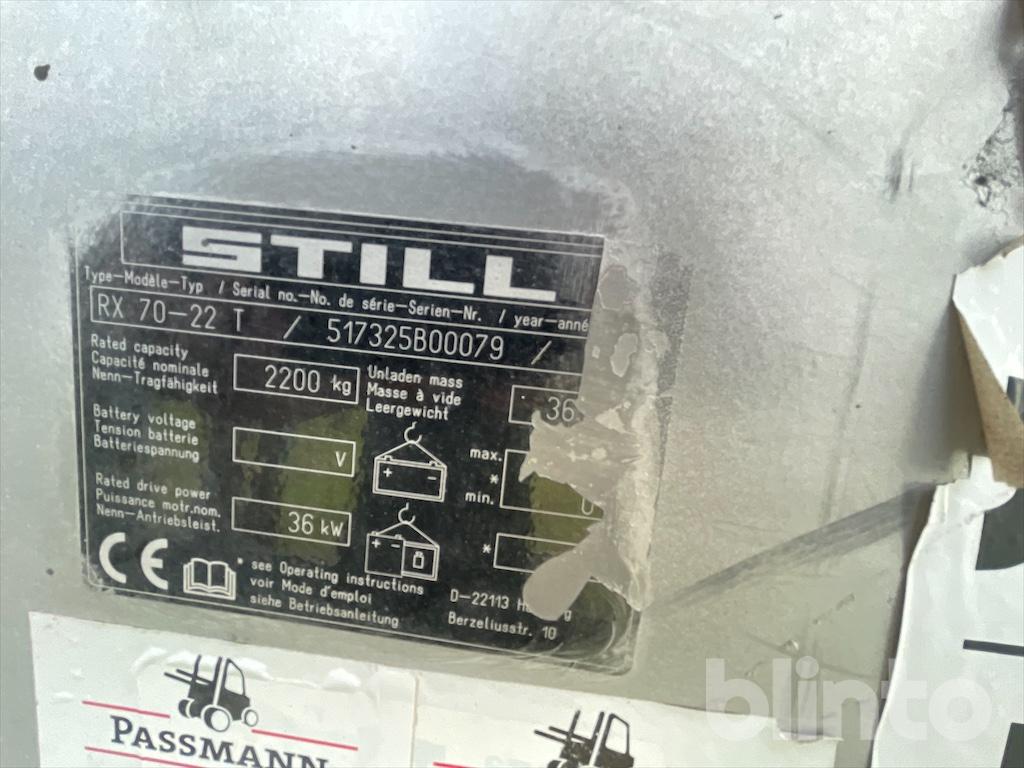 STILL
Type-Modèle-Typ / Serial no.-No. de série-Serien-Nr. / year-anné
RX 70-22 T / 517325B00079 /
Rated capacity
Capacité nominale
Nenn-Tragfähigkeit
2200 kg
Unladen mass
Masse à vide
Leergewicht
36
Battery voltage
Tension batterie
Batteriespannung
V
+ -
max.
*
min.
0
Rated drive power
Puissance motr.nom.
Nenn-Antriebsleist.
36 kW
+ -
*
CE
* see Operating instructions
voir Mode d'emploi
siehe Betriebsanleitung
D-22113 H g
Berzeliusstr. 10
PASSMANN
blinto